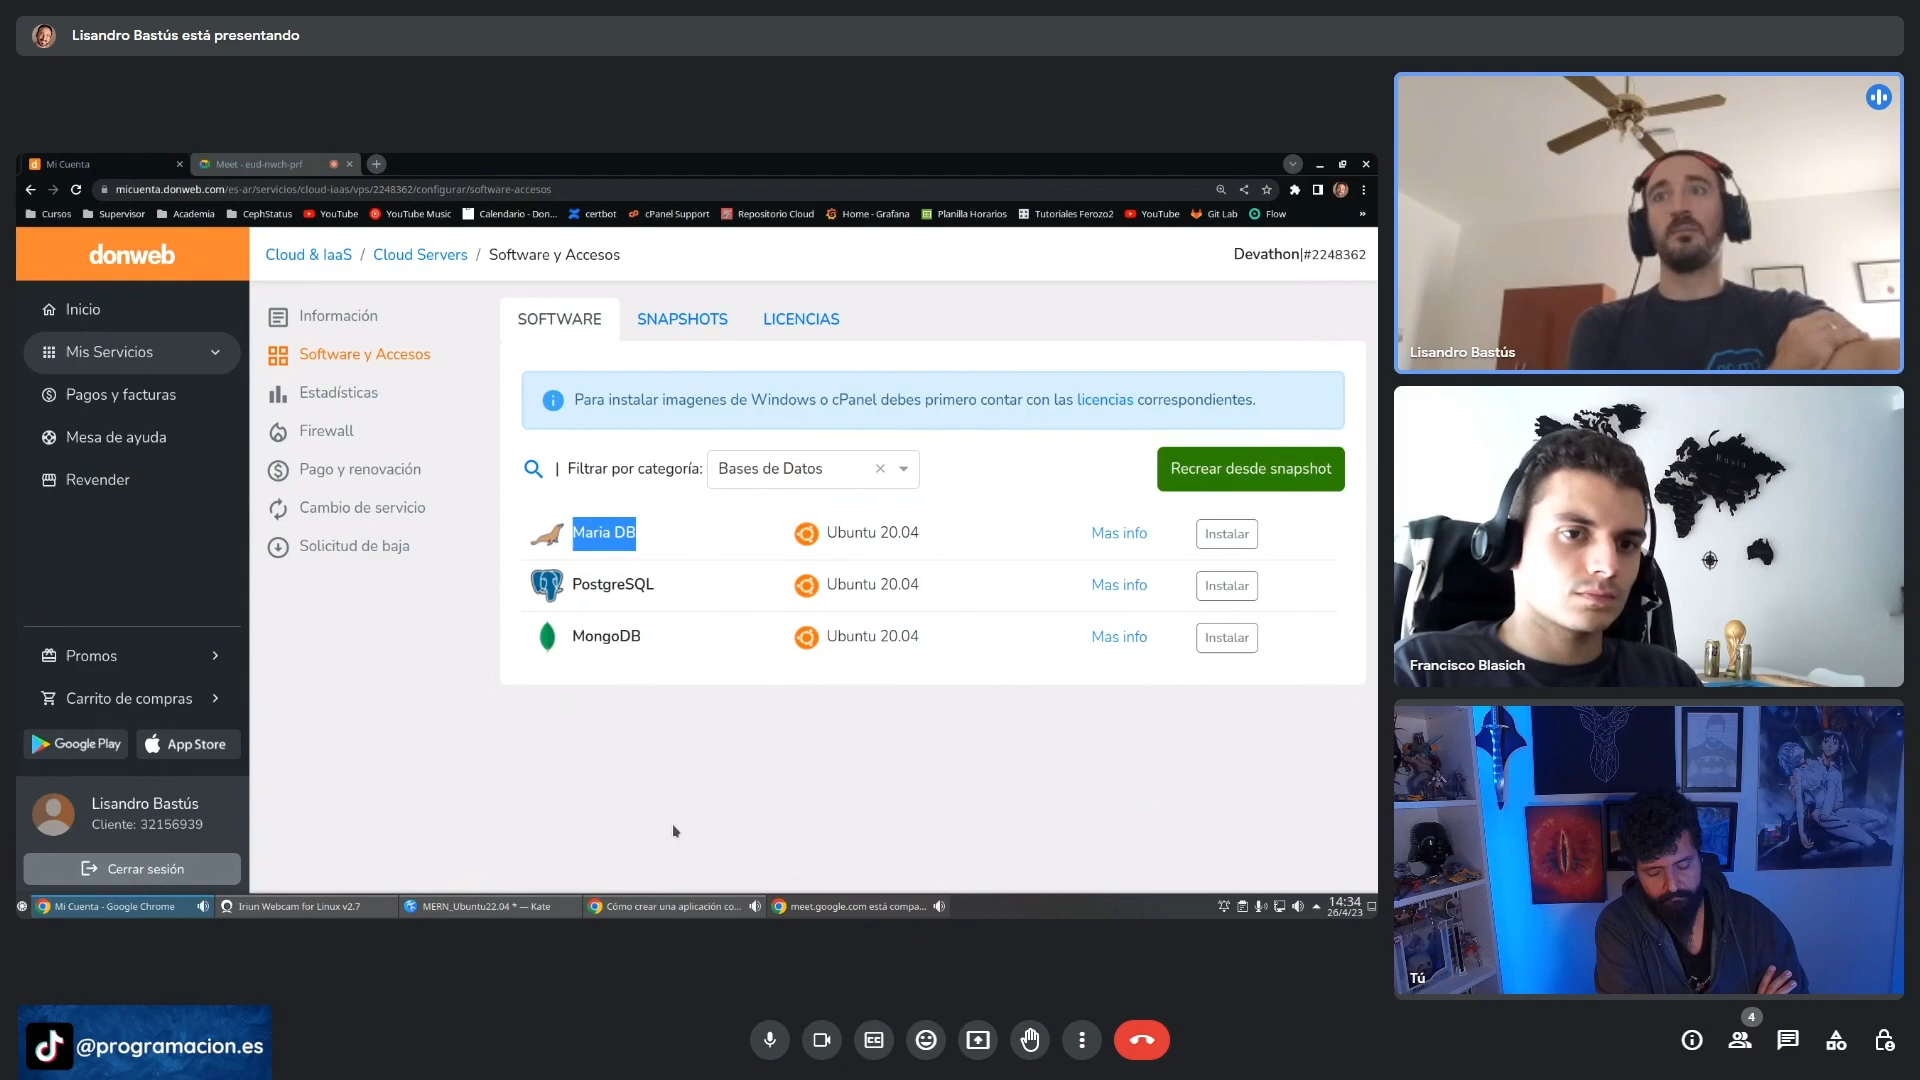 Lisandro Bastús está presentando
Mi Cuenta
Meet - eud-nwch-prf
micuenta.donweb.com/es-ar/servicios/cloud-iaas/vps/2248362/configurar/software-accesos
Cursos
Supervisor
Academia
CephStatus
YouTube
YouTube Music
Calendario - Don...
certbot
cPanel Support
Repositorio Cloud
Home - Grafana
Planilla Horarios
Tutoriales Ferozo2
YouTube
Git Lab
Flow
donweb
Cloud & IaaS / Cloud Servers / Software y Accesos
Devathon|#2248362
Inicio
Mis Servicios
Pagos y facturas
Mesa de ayuda
Revender
Promos
Carrito de compras
Google Play
App Store
Lisandro Bastús
Cliente: 32156939
Cerrar sesión
Información
Software y Accesos
Estadísticas
Firewall
Pago y renovación
Cambio de servicio
Solicitud de baja
SOFTWARE
SNAPSHOTS
LICENCIAS
Para instalar imagenes de Windows o cPanel debes primero contar con las licencias correspondientes.
| Filtrar por categoría: Bases de Datos
Recrear desde snapshot
Maria DB Ubuntu 20.04 Mas info Instalar
PostgreSQL Ubuntu 20.04 Mas info Instalar
MongoDB Ubuntu 20.04 Mas info Instalar
Mi Cuenta - Google Chrome
Iriun Webcam for Linux v2.7
MERN_Ubuntu22.04 * — Kate
Cómo crear una aplicación co...
meet.google.com está compa...
14:34
26/4/23
Lisandro Bastús
Rusia
Francisco Blasich
Tú
@programacion.es
4